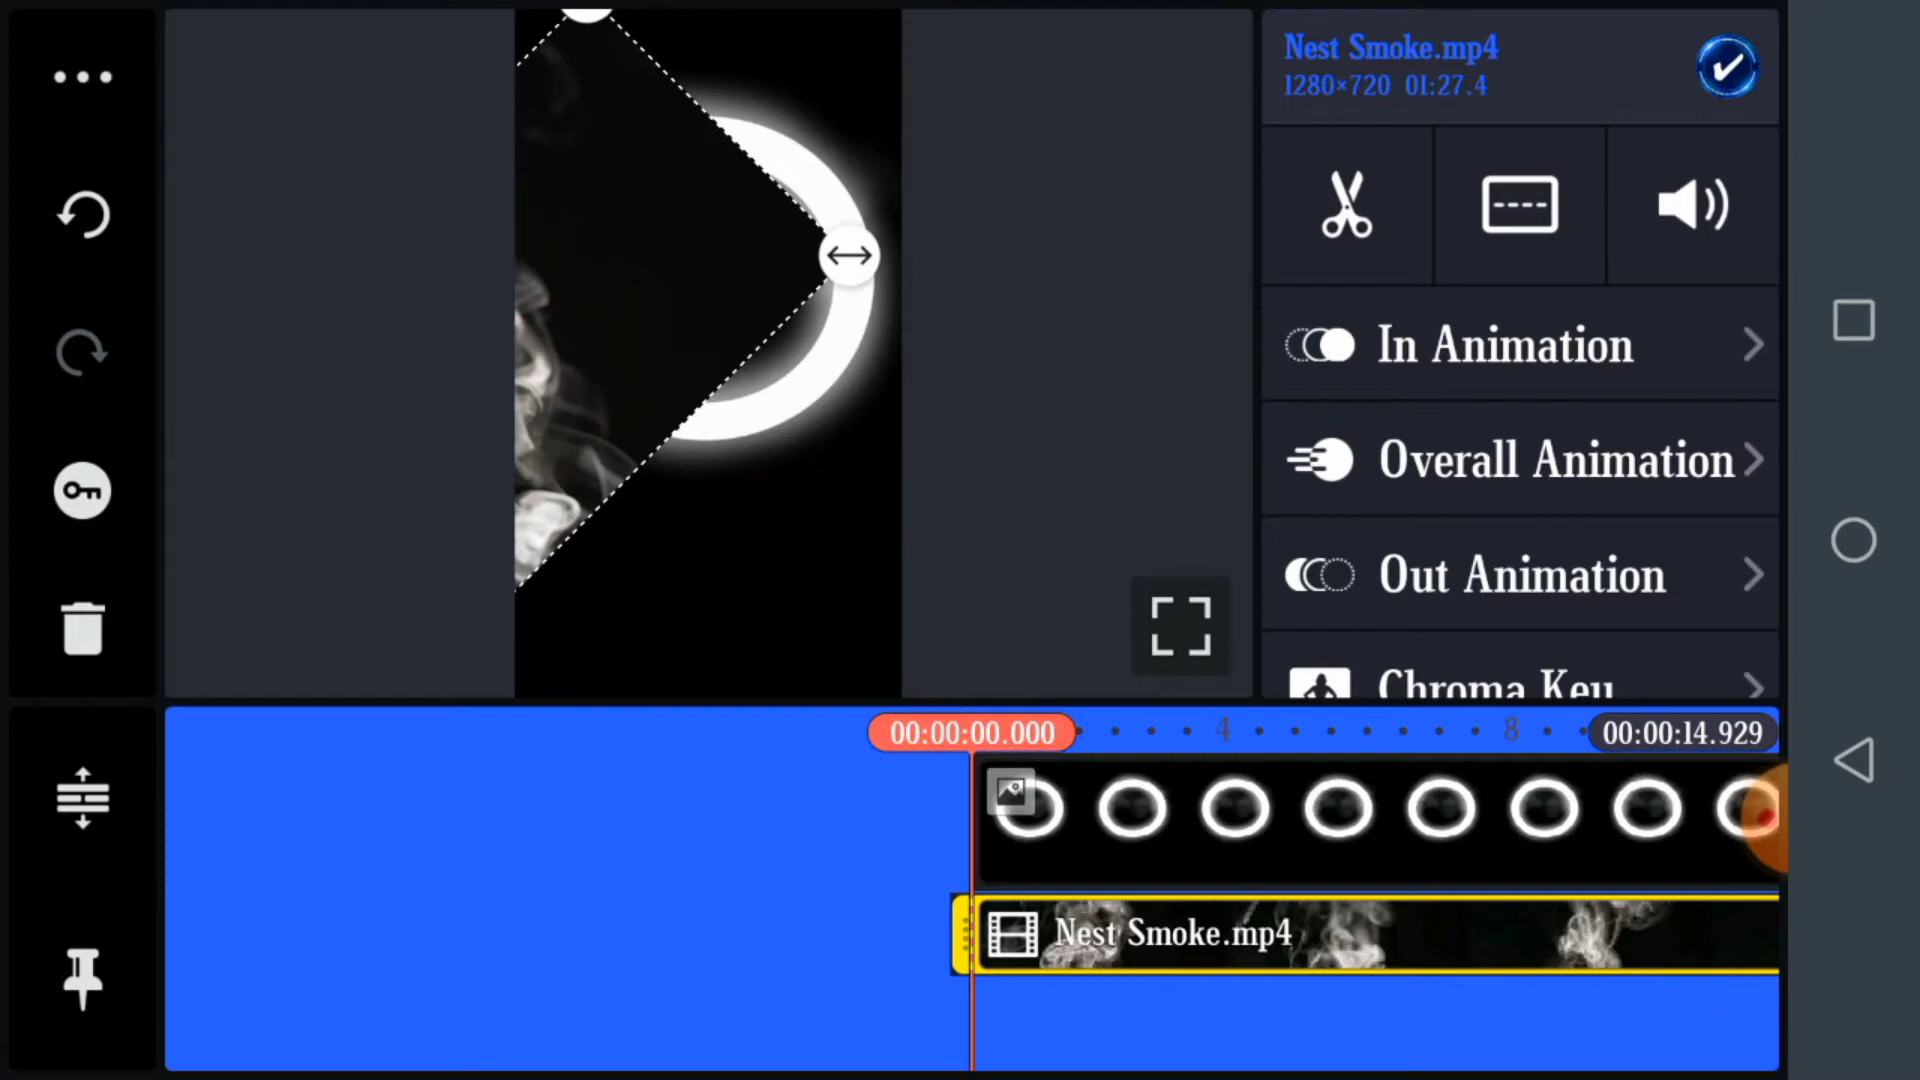 Nest Smoke.mp4
1280×720 01:27.4
In Animation
Overall Animation
Out Animation
Chroma Key
00:00:00.000
4
8
00:00:14.929
Nest Smoke.mp4